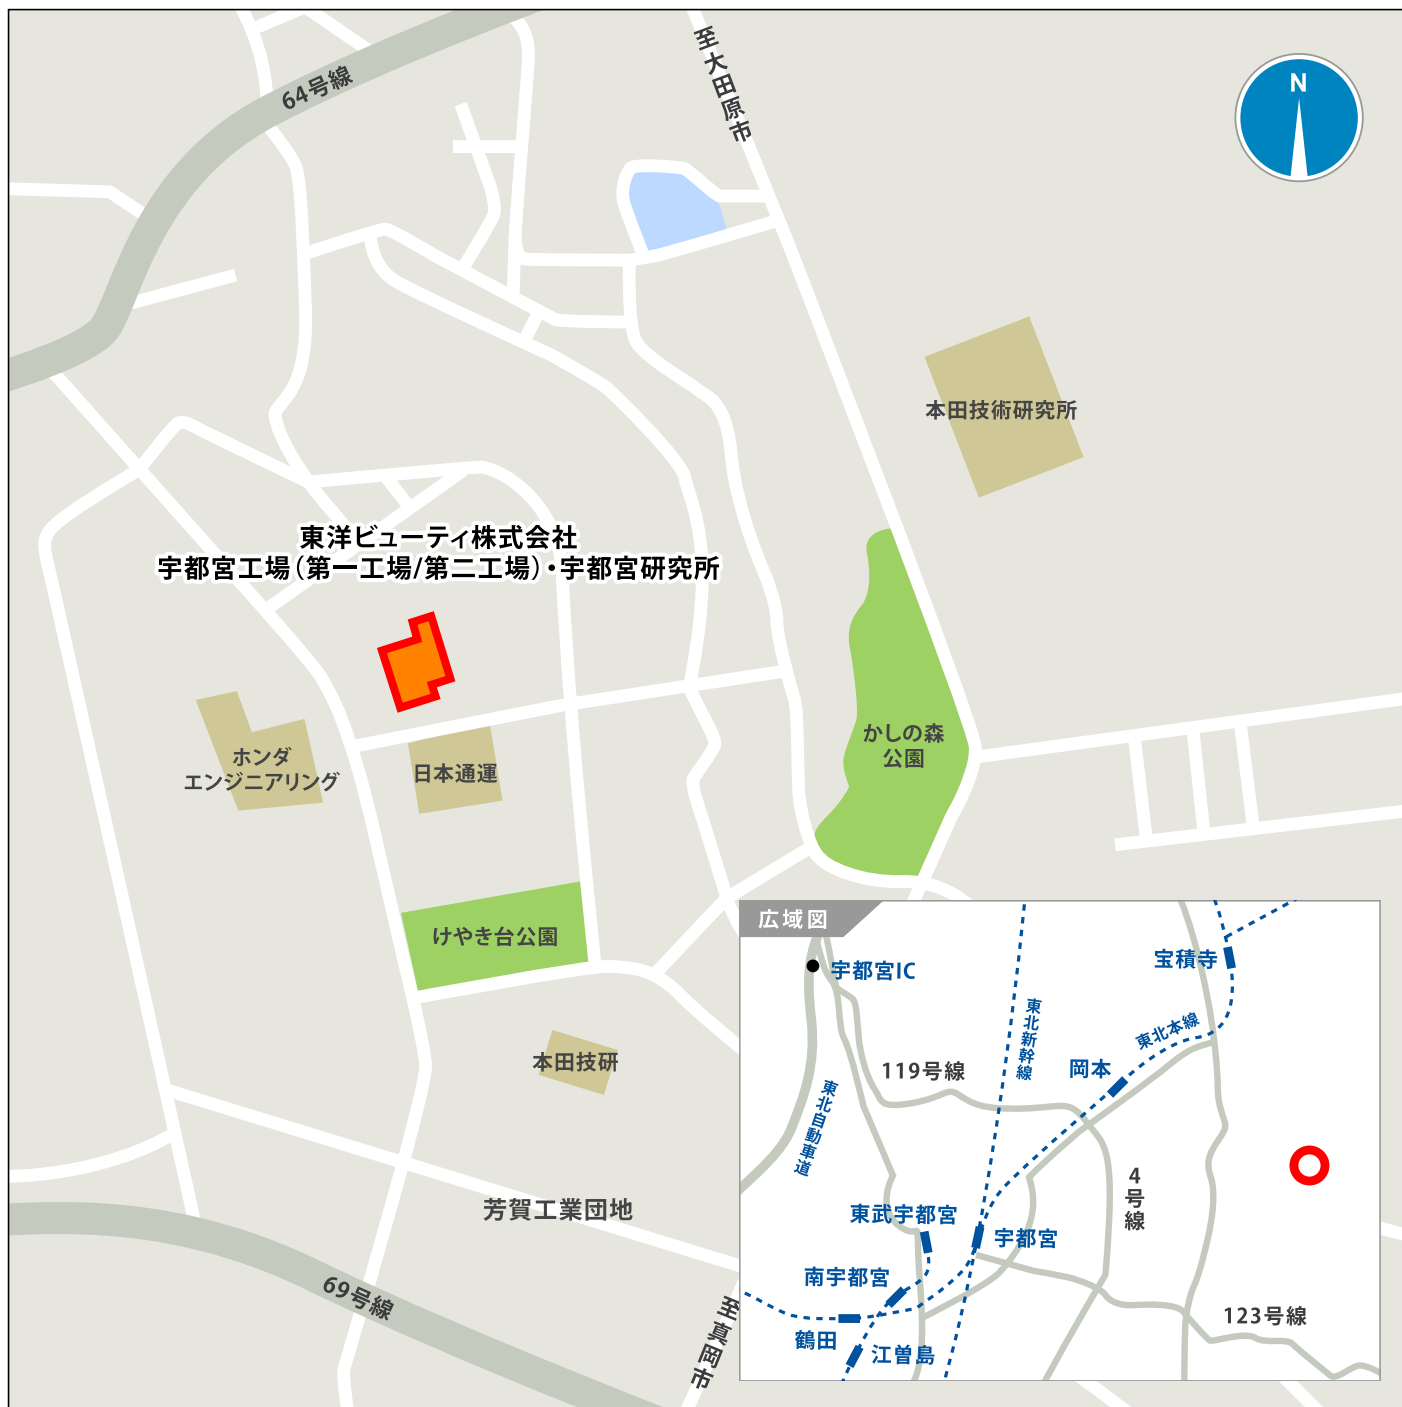 64号線
至大田原市
N
本田技術研究所
東洋ビューティ株式会社
宇都宮工場（第一工場/第二工場）・宇都宮研究所
ホンダ
エンジニアリング
日本通運
かしの森
公園
けやき台公園
本田技研
芳賀工業団地
69号線
至真岡市
広域図
宇都宮IC
宝積寺
東北新幹線
東北本線
岡本
119号線
東北自動車道
4号線
東武宇都宮
宇都宮
南宇都宮
鶴田
江曽島
123号線